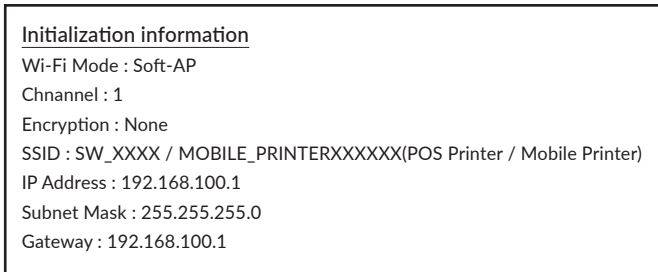 Initialization information
Wi-Fi Mode : Soft-AP
Chnannel : 1
Encryption : None
SSID : SW_XXXX / MOBILE_PRINTERXXXXXX(POS Printer / Mobile Printer)
IP Address : 192.168.100.1
Subnet Mask : 255.255.255.0
Gateway : 192.168.100.1